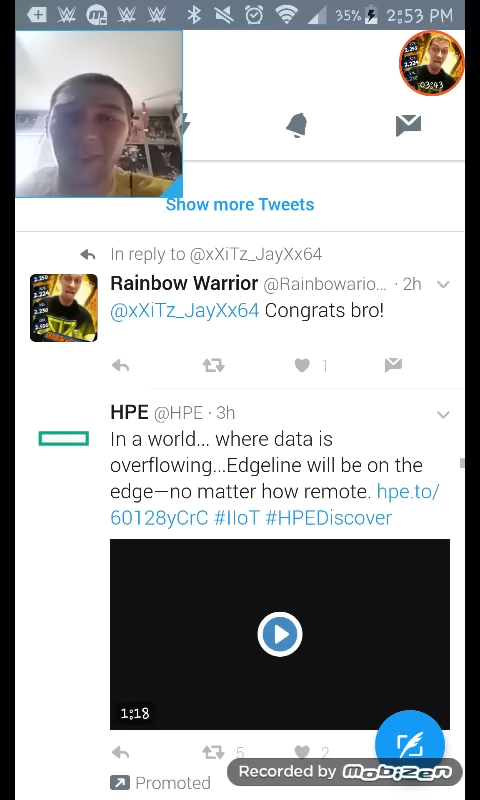 35% 2:53 PM
03:43
Show more Tweets
In reply to @xXiTz_JayXx64
Rainbow Warrior @Rainbowario... · 2h
@xXiTz_JayXx64 Congrats bro!
1
HPE @HPE · 3h
In a world... where data is
overflowing...Edgeline will be on the
edge—no matter how remote. hpe.to/
60128yCrC #IIoT #HPEDiscover
1:18
5 2
Promoted
Recorded by Mobizen